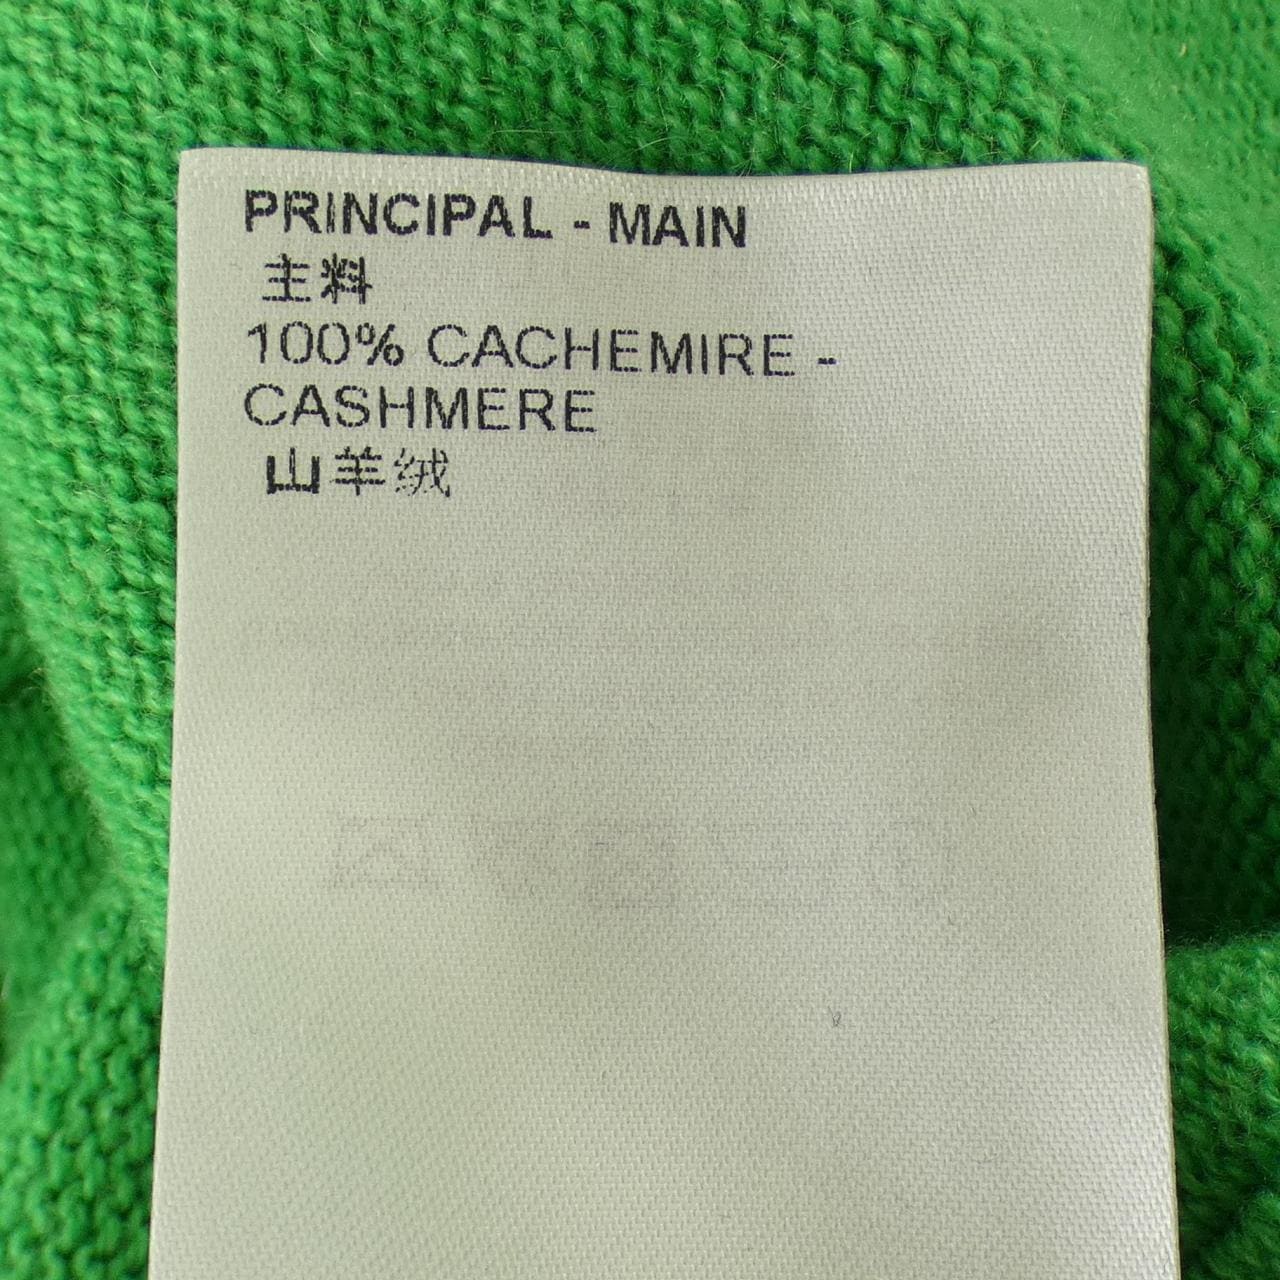 PRINCIPAL - MAIN
主料
100% CACHEMIRE -
CASHMERE
山羊绒